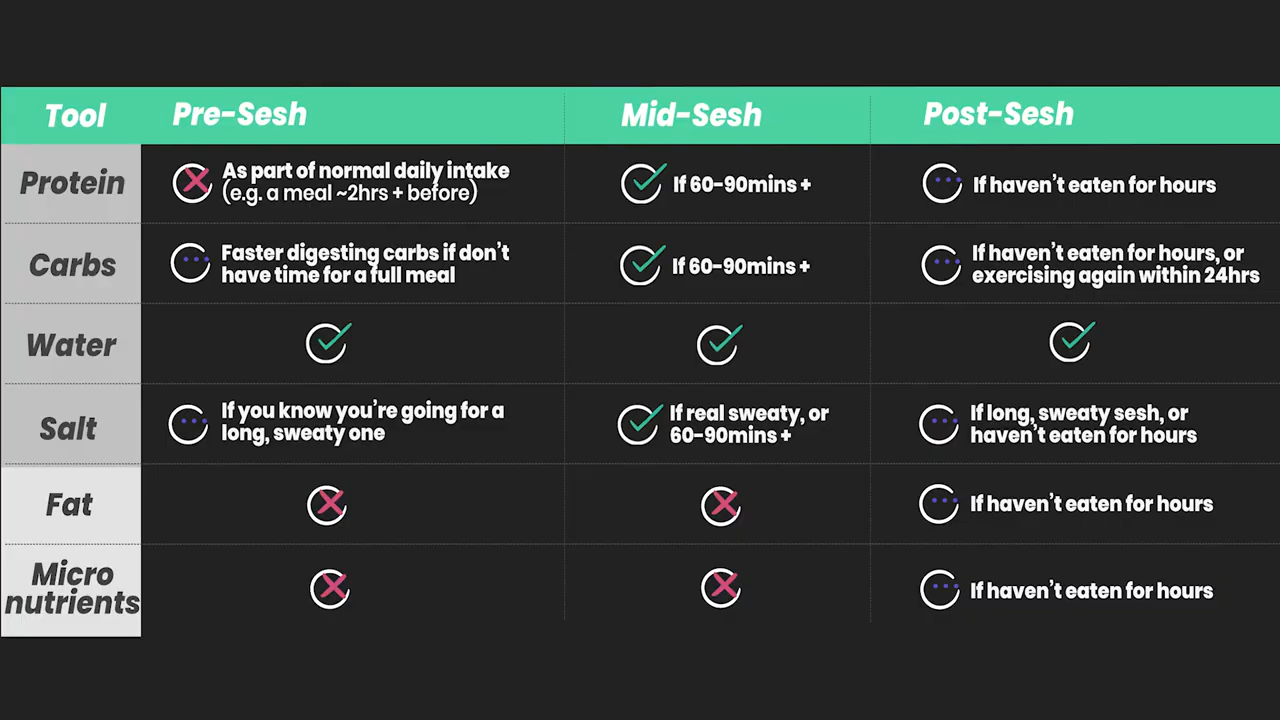 Tool Pre-Sesh Mid-Sesh Post-Sesh
Protein
As part of normal daily intake
(e.g. a meal ~2hrs + before)
If 60-90mins +
If haven't eaten for hours
Carbs
Faster digesting carbs if don't
have time for a full meal
If 60-90mins +
If haven't eaten for hours, or
exercising again within 24hrs
Water
Salt
If you know you're going for a
long, sweaty one
If real sweaty, or
60-90mins +
If long, sweaty sesh, or
haven't eaten for hours
Fat
If haven't eaten for hours
Micro
nutrients
If haven't eaten for hours